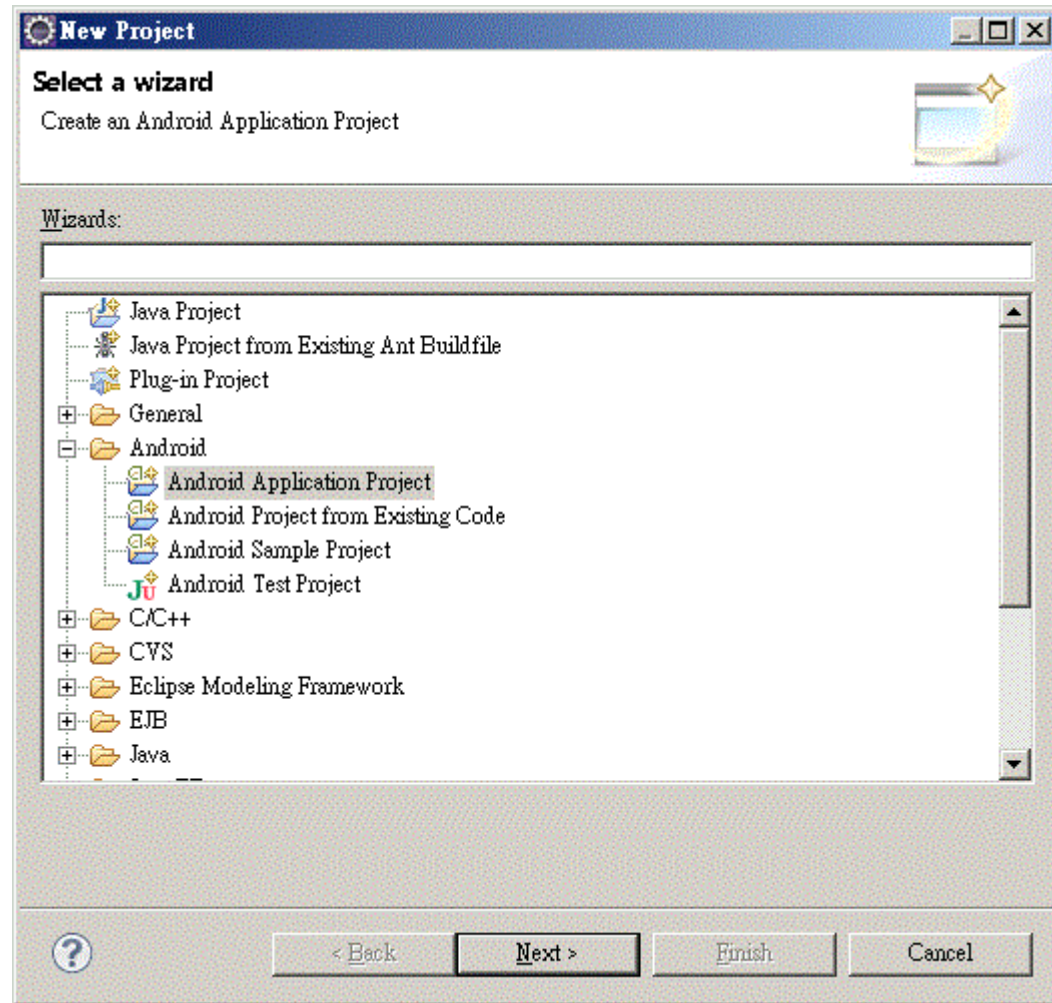 New Project
Select a wizard
Create an Android Application Project
Wizards:
Java Project
Java Project from Existing Ant Buildfile
Plug-in Project
General
Android
Android Application Project
Android Project from Existing Code
Android Sample Project
Android Test Project
C/C++
CVS
Eclipse Modeling Framework
EJB
Java
< Back
Next >
Finish
Cancel